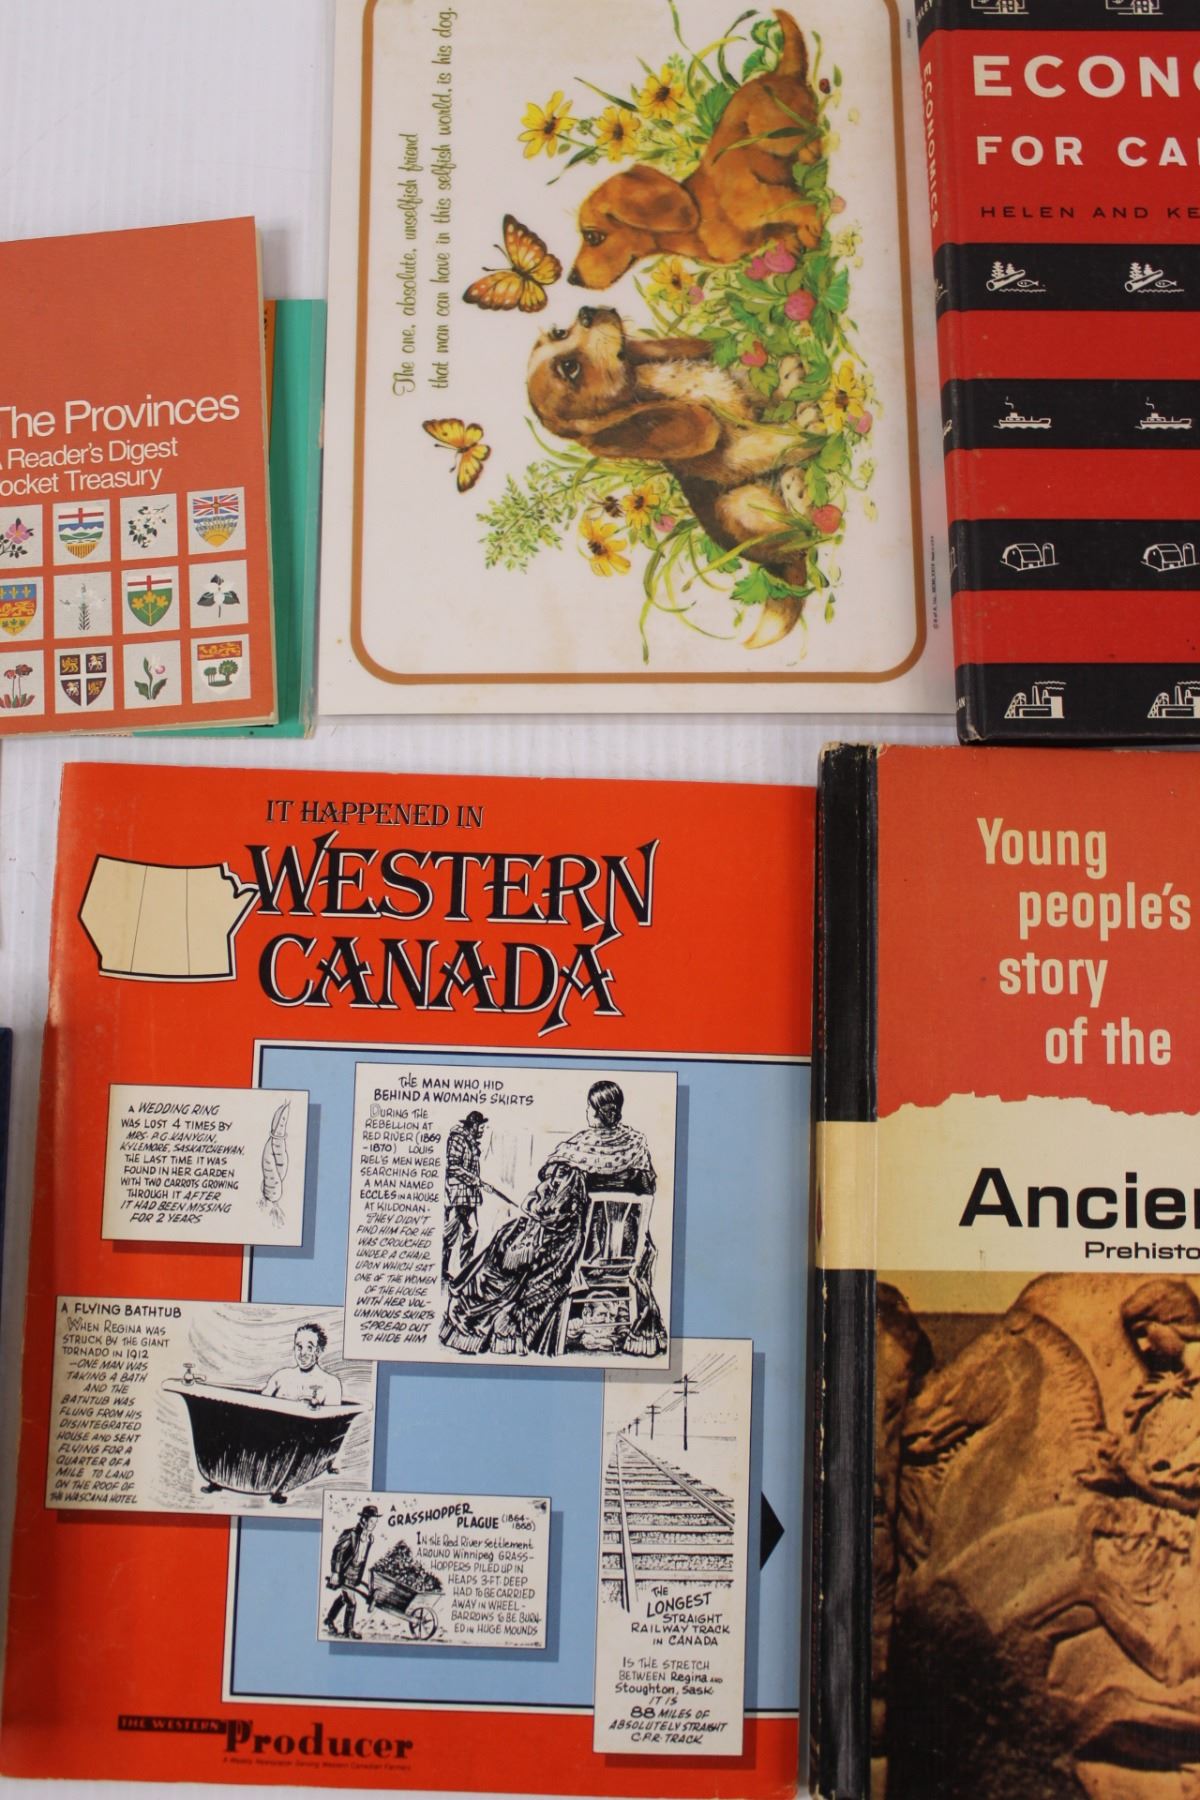 The Provinces
Reader's Digest
Treasury
The one, absolute, unselfish friend
that man can have in this selfish world, is his dog.
ECONOMICS
ECONO
FOR CA
HELEN AND KE
IT HAPPENED IN
WESTERN
CANADA
A WEDDING RING
WAS LOST 4 TIMES BY
MRS. P.G. KANYGIN,
KYLEMORE, SASKATCHEWAN.
THE LAST TIME IT WAS
FOUND IN HER GARDEN
WITH TWO CARROTS GROWING
THROUGH IT AFTER
IT HAD BEEN MISSING
FOR 2 YEARS
THE MAN WHO HID
BEHIND A WOMAN'S SKIRTS
DURING THE
REBELLION AT
RED RIVER (1869
-1870) LOUIS
RIEL'S MEN WERE
SEARCHING FOR
A MAN NAMED
ECCLES IN A HOUSE
AT KILDONAN-
THEY DIDN'T
FIND HIM FOR HE
WAS CROUCHED
UNDER A CHAIR
UPON WHICH SAT
ONE OF THE WOMEN
OF THE HOUSE
WITH HER VOL-
UMINOUS SKIRTS
SPREAD OUT
TO HIDE HIM
A FLYING BATHTUB
WHEN REGINA WAS
STRUCK BY THE GIANT
TORNADO IN 1912
-ONE MAN WAS
TAKING A BATH
AND THE
BATHTUB WAS
FLUNG FROM HIS
DISINTEGRATED
HOUSE AND SENT
FLYING FOR A
QUARTER OF A
MILE TO LAND
ON THE ROOF OF
THE WASCANA HOTEL
A
GRASSHOPPER
PLAGUE (1864-
1868)
IN THE Red River Settlement
AROUND Winnipeg GRASS-
HOPPERS PILED UP IN
HEAPS 3-FT. DEEP
HAD TO BE CARRIED
AWAY IN WHEEL-
BARROWS TO BE BURN-
ED IN HUGE MOUNDS
THE
LONGEST
STRAIGHT
RAILWAY TRACK
IN CANADA
IS THE STRETCH
BETWEEN Regina AND
Stoughton, Sask.
IT IS
88 MILES OF
ABSOLUTELY STRAIGHT
C.P.R. TRACK
THE WESTERN Producer
A Weekly Newspaper Serving Western Canadian Farmers
Young
people's
story
of the
Ancie
Prehisto